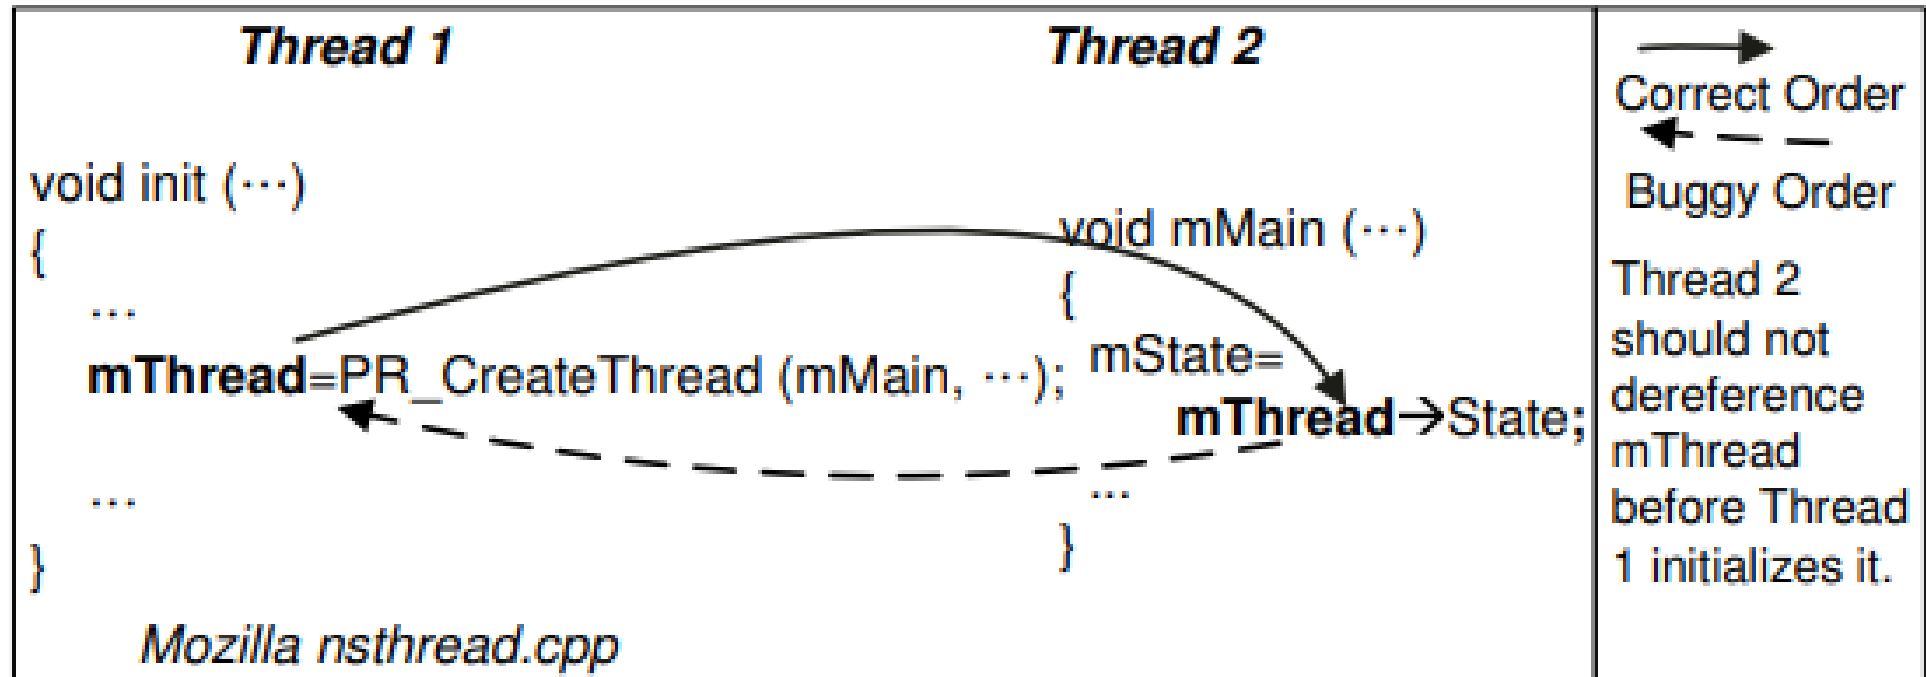 Thread 1
void init (···)
{
...
mThread=PR_CreateThread (mMain, ···);
...
}
Mozilla nsthread.cpp
Thread 2
void mMain (···)
{
mState=
mThread→State;
...
}
Correct Order
Buggy Order
Thread 2
should not
dereference
mThread
before Thread
1 initializes it.